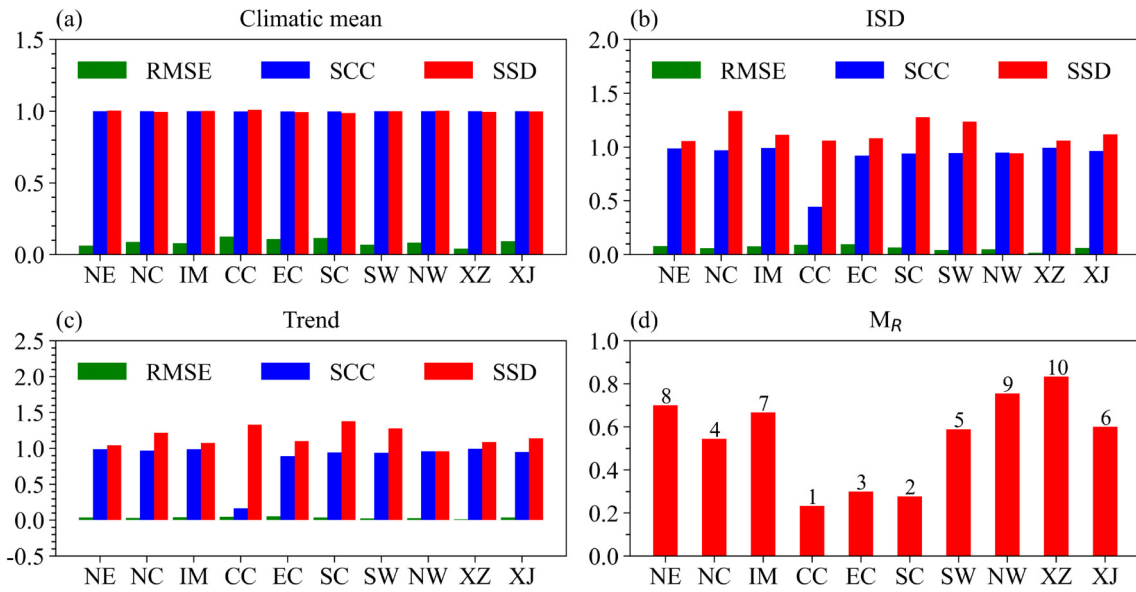 (a) Climatic mean
1.5
1.0
0.5
0.0
RMSE SCC SSD
NE NC IM CC EC SC SW NW XZ XJ
(b) ISD
2.0
1.5
1.0
0.5
0.0
RMSE SCC SSD
NE NC IM CC EC SC SW NW XZ XJ
(c) Trend
2.5
2.0
1.5
1.0
0.5
0.0
-0.5
RMSE SCC SSD
NE NC IM CC EC SC SW NW XZ XJ
(d) M_R
1.0
0.8
0.6
0.4
0.2
0.0
8 4 7 1 3 2 5 9 10 6
NE NC IM CC EC SC SW NW XZ XJ